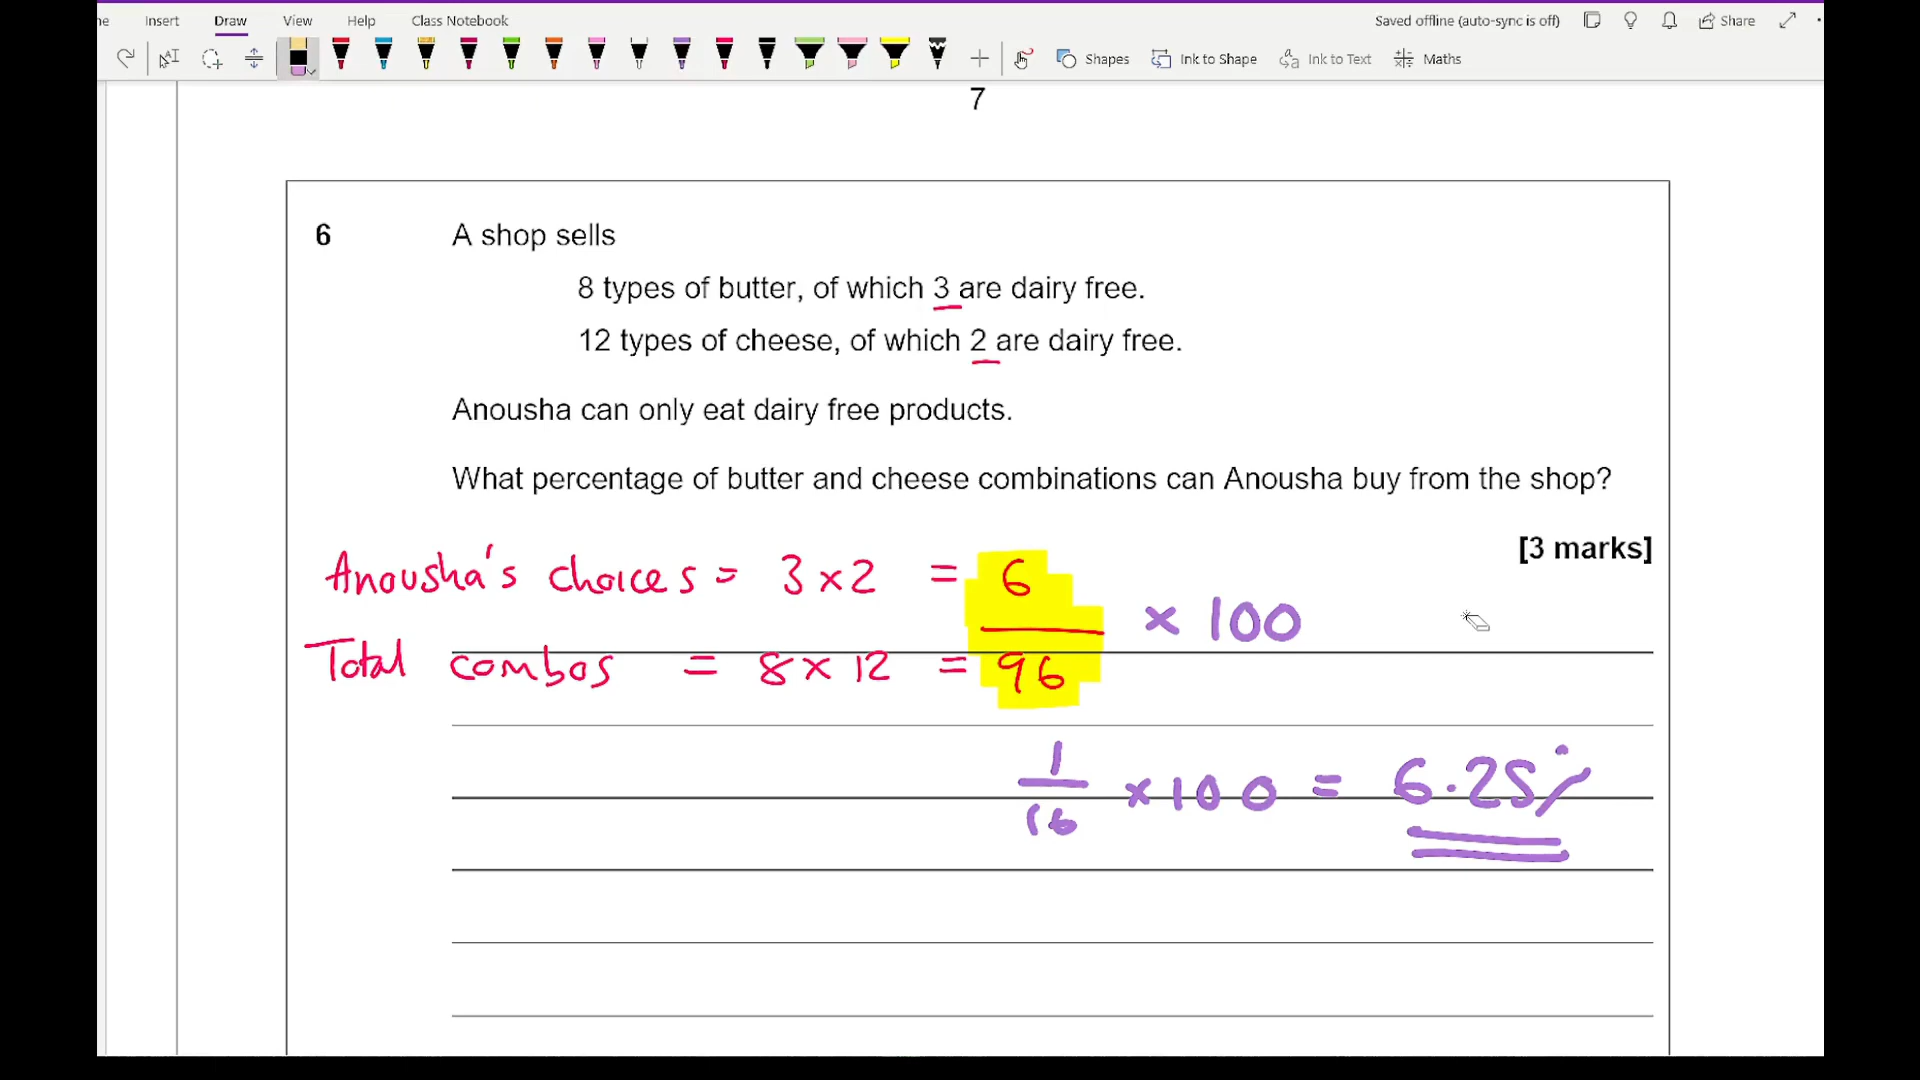 Insert Draw View Help Class Notebook Saved offline (auto-sync is off) Share
Shapes Ink to Shape Ink to Text Maths
7
6 A shop sells
8 types of butter, of which 3 are dairy free.
12 types of cheese, of which 2 are dairy free.
Anousha can only eat dairy free products.
What percentage of butter and cheese combinations can Anousha buy from the shop?
[3 marks]
Anousha's choices = 3 × 2 = 6
× 100
Total combos = 8 × 12 = 96
1
× 100 = 6.25%
16